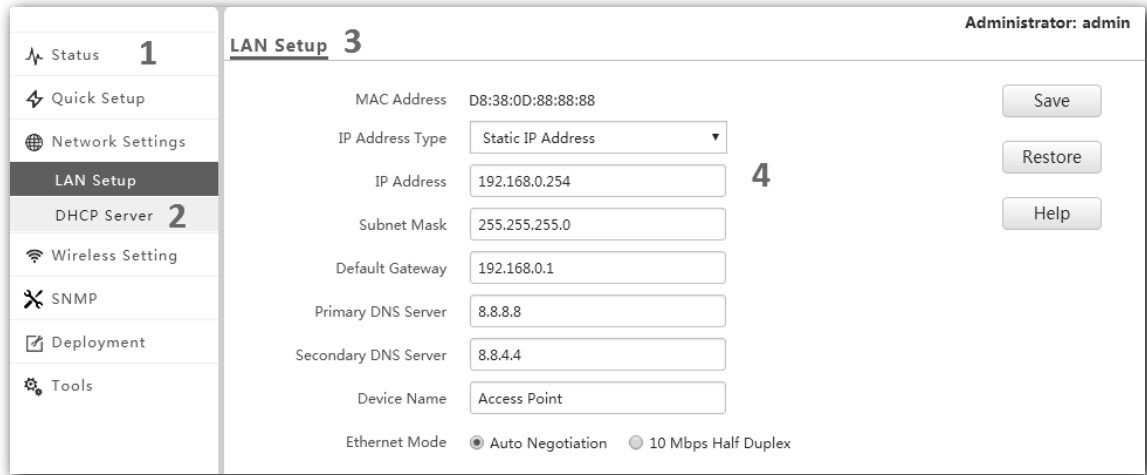 Administrator: admin
Status 1
Quick Setup
Network Settings
LAN Setup
DHCP Server 2
Wireless Setting
SNMP
Deployment
Tools
LAN Setup 3
MAC Address D8:38:0D:88:88:88
IP Address Type Static IP Address
IP Address 192.168.0.254
4
Subnet Mask 255.255.255.0
Default Gateway 192.168.0.1
Primary DNS Server 8.8.8.8
Secondary DNS Server 8.8.4.4
Device Name Access Point
Ethernet Mode Auto Negotiation 10 Mbps Half Duplex
Save
Restore
Help